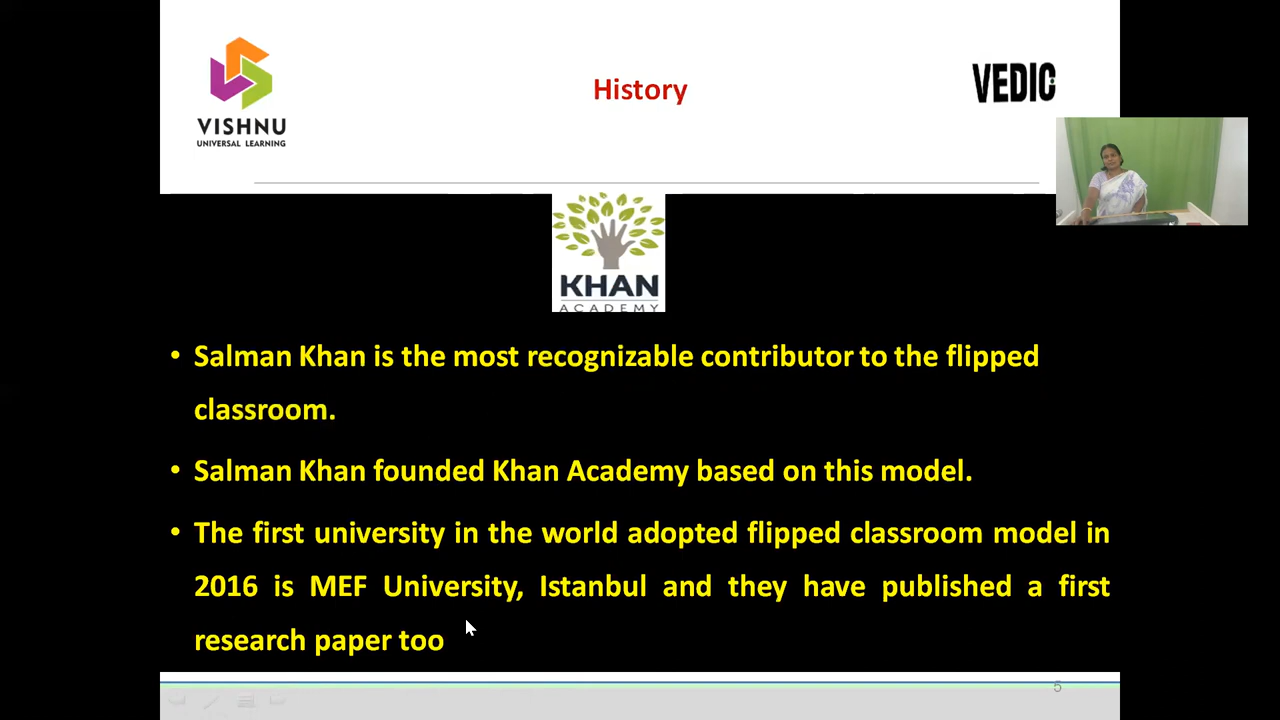 VISHNU
UNIVERSAL LEARNING
History
VEDIC
KHAN
ACADEMY
• Salman Khan is the most recognizable contributor to the flipped
classroom.
• Salman Khan founded Khan Academy based on this model.
• The first university in the world adopted flipped classroom model in
2016 is MEF University, Istanbul and they have published a first
research paper too
5